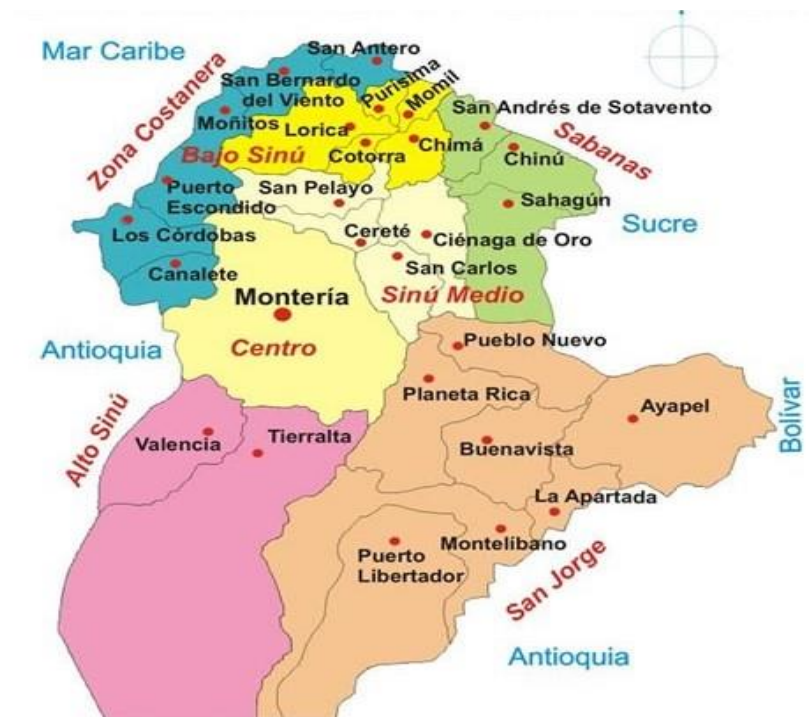 Mar Caribe
San Antero
San Bernardo
del Viento
Purísima
Momil
San Andrés de Sotavento
Zona Costanera
Moñitos
Lorica
Bajo Sinú
Cotorra
Chimá
Chinú
Sabanas
Puerto
Escondido
San Pelayo
Sahagún
Sucre
Los Córdobas
Cereté
Ciénaga de Oro
Canalete
San Carlos
Montería
Sinú Medio
Centro
Antioquia
Pueblo Nuevo
Planeta Rica
Ayapel
Bolívar
Alto Sinú
Valencia
Tierralta
Buenavista
La Apartada
Puerto
Libertador
Montelibano
San Jorge
Antioquia